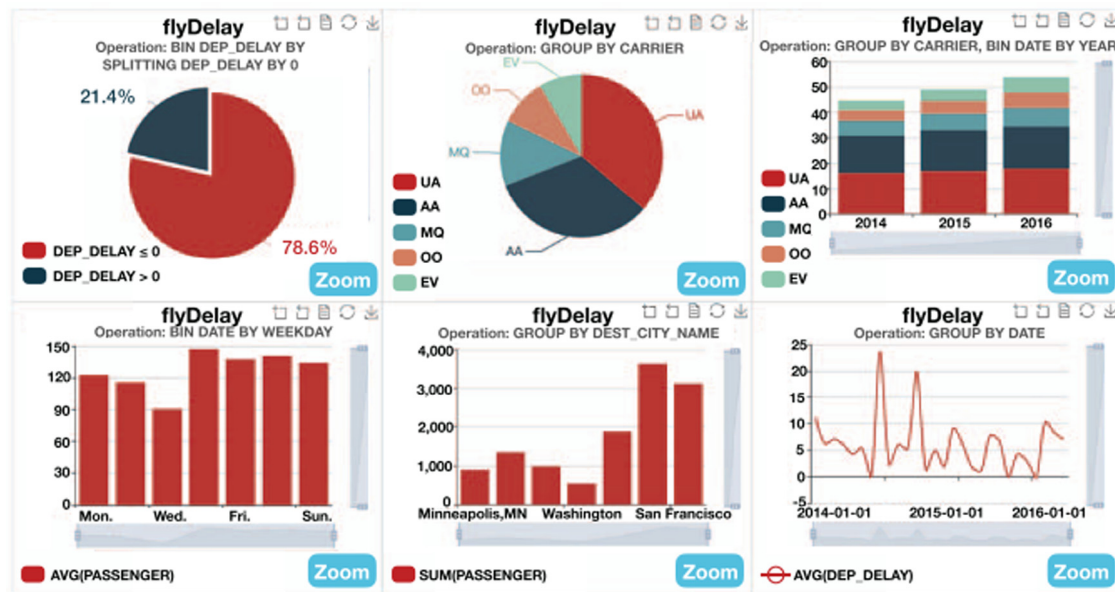 flyDelay
Operation: BIN DEP_DELAY BY
SPLITTING DEP_DELAY BY 0
21.4%
78.6%
DEP_DELAY ≤ 0
DEP_DELAY > 0
Zoom
flyDelay
Operation: GROUP BY CARRIER
EV
OO
UA
MQ
AA
UA
AA
MQ
OO
EV
Zoom
flyDelay
Operation: GROUP BY CARRIER, BIN DATE BY YEAR
60
50
40
30
20
10
0
2014 2015 2016
UA
AA
MQ
OO
EV
Zoom
flyDelay
Operation: BIN DATE BY WEEKDAY
150
120
90
60
30
0
Mon. Wed. Fri. Sun.
AVG(PASSENGER)
Zoom
flyDelay
Operation: GROUP BY DEST_CITY_NAME
4,000
3,000
2,000
1,000
0
Minneapolis,MN Washington San Francisco
SUM(PASSENGER)
Zoom
flyDelay
Operation: GROUP BY DATE
25
20
15
10
5
0
-5
2014-01-01 2015-01-01 2016-01-01
AVG(DEP_DELAY)
Zoom